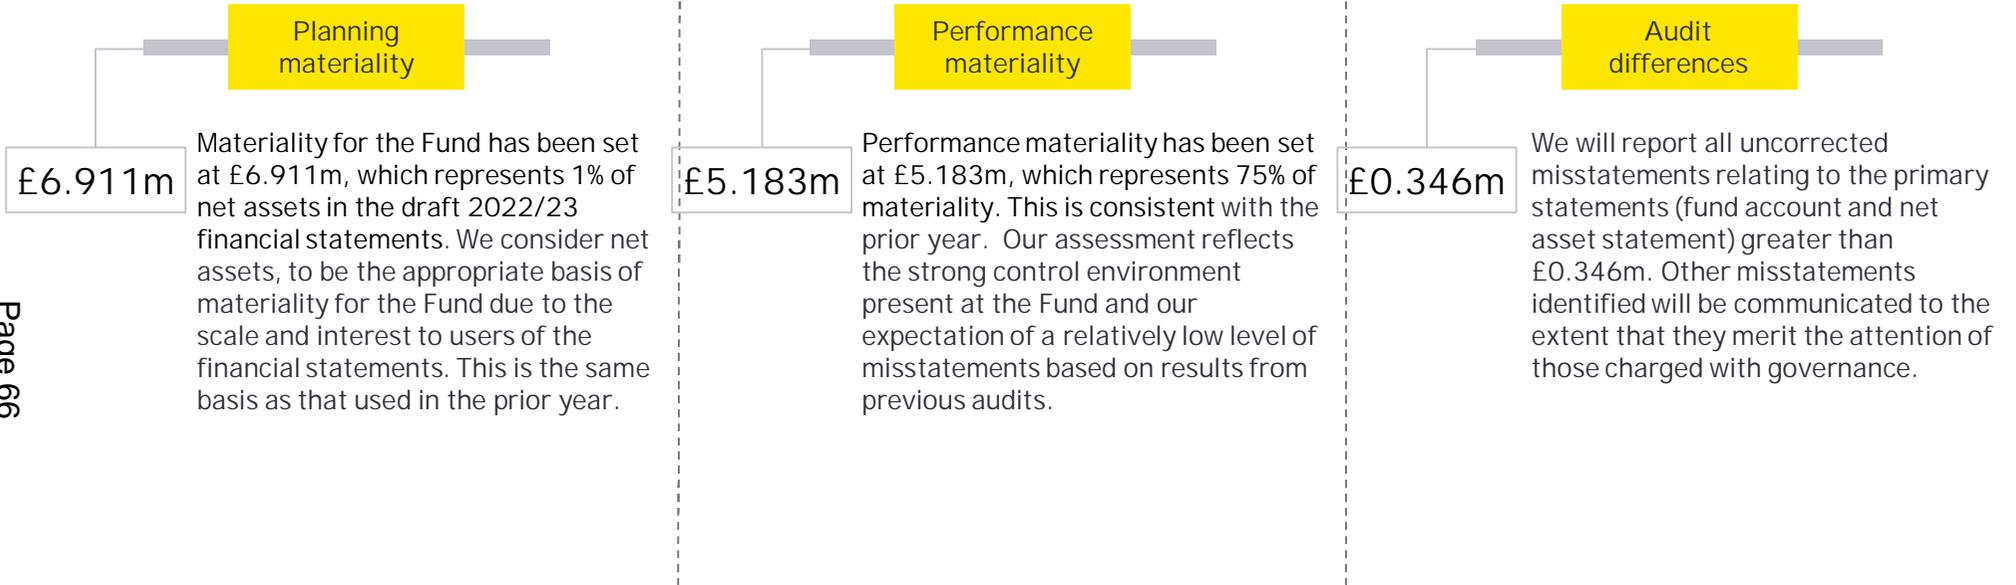 Planning
materiality
£6.911m
Materiality for the Fund has been set
at £6.911m, which represents 1% of
net assets in the draft 2022/23
financial statements. We consider net
assets, to be the appropriate basis of
materiality for the Fund due to the
scale and interest to users of the
financial statements. This is the same
basis as that used in the prior year.
Performance
materiality
£5.183m
Performance materiality has been set
at £5.183m, which represents 75% of
materiality. This is consistent with the
prior year. Our assessment reflects
the strong control environment
present at the Fund and our
expectation of a relatively low level of
misstatements based on results from
previous audits.
Audit
differences
£0.346m
We will report all uncorrected
misstatements relating to the primary
statements (fund account and net
asset statement) greater than
£0.346m. Other misstatements
identified will be communicated to the
extent that they merit the attention of
those charged with governance.
Page 66